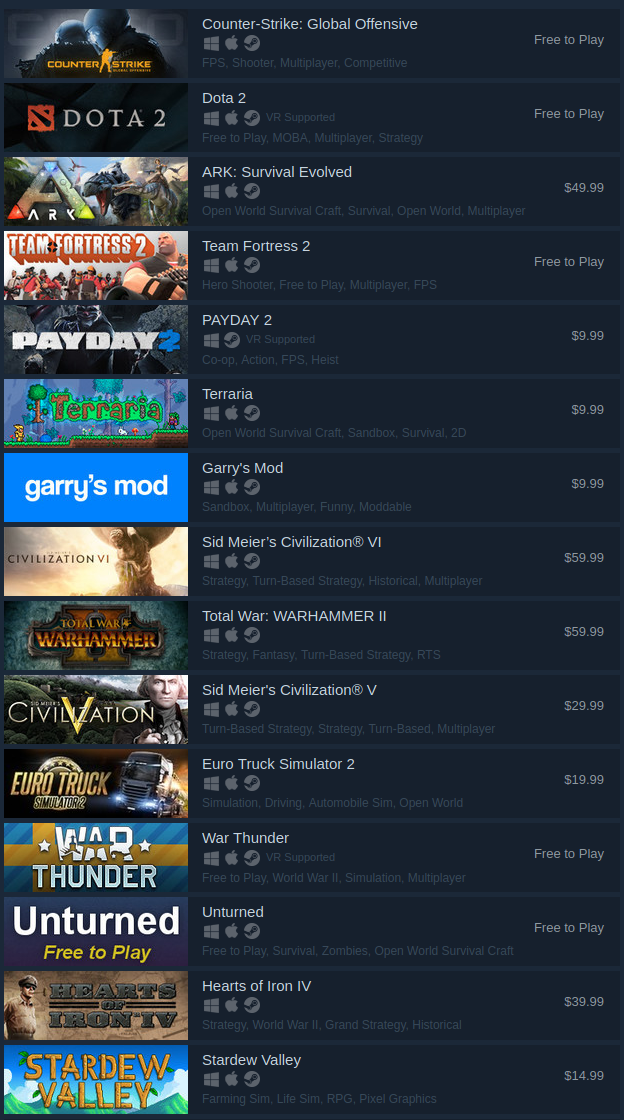 COUNTER STRIKE
GLOBAL OFFENSIVE
Counter-Strike: Global Offensive
Free to Play
FPS, Shooter, Multiplayer, Competitive
DOTA 2
Dota 2
VR Supported
Free to Play
Free to Play, MOBA, Multiplayer, Strategy
ARK
ARK: Survival Evolved
$49.99
Open World Survival Craft, Survival, Open World, Multiplayer
TEAM FORTRESS 2
Team Fortress 2
Free to Play
Hero Shooter, Free to Play, Multiplayer, FPS
PAYDAY 2
PAYDAY 2
VR Supported
$9.99
Co-op, Action, FPS, Heist
Terraria
Terraria
$9.99
Open World Survival Craft, Sandbox, Survival, 2D
garry's mod
Garry's Mod
$9.99
Sandbox, Multiplayer, Funny, Moddable
CIVILIZATION VI
Sid Meier’s Civilization® VI
$59.99
Strategy, Turn-Based Strategy, Historical, Multiplayer
TOTAL WAR
WARHAMMER
II
Total War: WARHAMMER II
$59.99
Strategy, Fantasy, Turn-Based Strategy, RTS
SID MEIER'S
CIVILIZATION V
Sid Meier's Civilization® V
$29.99
Turn-Based Strategy, Strategy, Turn-Based, Multiplayer
EURO TRUCK
SIMULATOR 2
Euro Truck Simulator 2
$19.99
Simulation, Driving, Automobile Sim, Open World
WAR
THUNDER
War Thunder
VR Supported
Free to Play
Free to Play, World War II, Simulation, Multiplayer
Unturned
Free to Play
Unturned
Free to Play
Free to Play, Survival, Zombies, Open World Survival Craft
HEARTS
OF
IRON IV
Hearts of Iron IV
$39.99
Strategy, World War II, Grand Strategy, Historical
STARDEW
VALLEY
Stardew Valley
$14.99
Farming Sim, Life Sim, RPG, Pixel Graphics